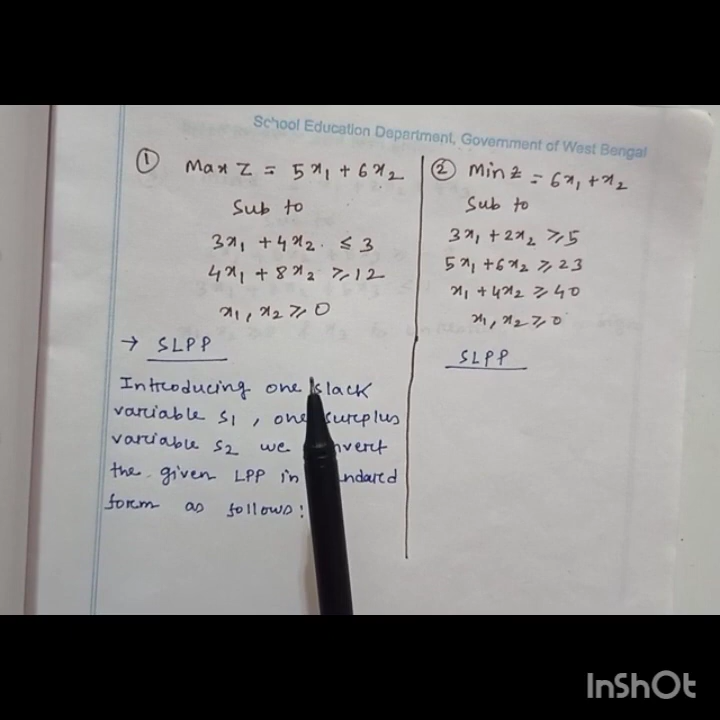 School Education Department, Government of West Bengal
① Max Z = 5x₁ + 6x₂
Sub to
3x₁ + 4x₂ ≤ 3
4x₁ + 8x₂ ≥ 12
x₁, x₂ ≥ 0
→ SLPP
Introducing one slack
variable s₁, one surplus
variable s₂ we
the given LPP in
form as follows:
② Min Z = 6x₁ + x₂
Sub to
3x₁ + 2x₂ ≥ 5
5x₁ + 6x₂ ≥ 23
x₁ + 4x₂ ≥ 40
x₁, x₂ ≥ 0
SLPP
InShOt